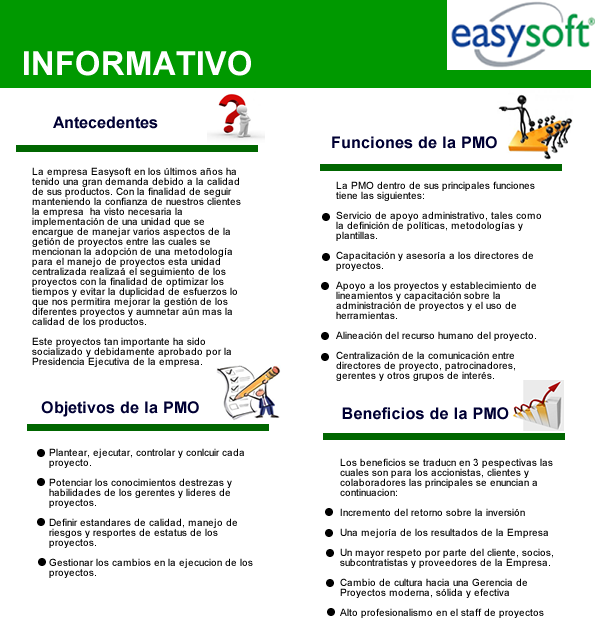 INFORMATIVO
easysoft®
Antecedentes
La empresa Easysoft en los últimos años ha
tenido una gran demanda debido a la calidad
de sus productos. Con la finalidad de seguir
manteniendo la confianza de nuestros clientes
la empresa ha visto necesaria la
implementación de una unidad que se
encargue de manejar varios aspectos de la
getión de proyectos entre las cuales se
mencionan la adopción de una metodología
para el manejo de proyectos esta unidad
centralizada realizaá el seguimiento de los
proyectos con la finalidad de optimizar los
tiempos y evitar la duplicidad de esfuerzos lo
que nos permitira mejorar la gestión de los
diferentes proyectos y aumnetar aún mas la
calidad de los productos.
Este proyectos tan importante ha sido
socializado y debidamente aprobado por la
Presidencia Ejecutiva de la empresa.
Objetivos de la PMO
● Plantear, ejecutar, controlar y conlcuir cada
proyecto.
● Potenciar los conocimientos destrezas y
habilidades de los gerentes y lideres de
proyectos.
● Definir estandares de calidad, manejo de
riesgos y resportes de estatus de los
proyectos.
● Gestionar los cambios en la ejecucion de los
proyectos.
Funciones de la PMO
La PMO dentro de sus principales funciones
tiene las siguientes:
● Servicio de apoyo administrativo, tales como
la definición de políticas, metodologías y
plantillas.
● Capacitación y asesoría a los directores de
proyectos.
● Apoyo a los proyectos y establecimiento de
lineamientos y capacitación sobre la
administración de proyectos y el uso de
herramientas.
● Alineación del recurso humano del proyecto.
● Centralización de la comunicación entre
directores de proyecto, patrocinadores,
gerentes y otros grupos de interés.
Beneficios de la PMO
Los beneficios se traducn en 3 pespectivas las
cuales son para los accionistas, clientes y
colaboradores las principales se enuncian a
continuacion:
● Incremento del retorno sobre la inversión
● Una mejoría de los resultados de la Empresa
● Un mayor respeto por parte del cliente, socios,
subcontratistas y proveedores de la Empresa.
● Cambio de cultura hacia una Gerencia de
Proyectos moderna, sólida y efectiva
● Alto profesionalismo en el staff de proyectos